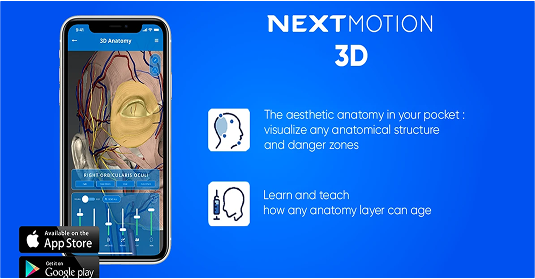 NEXTMOTION
3D
9:41
3D Anatomy
The aesthetic anatomy in your pocket :
visualize any anatomical structure
and danger zones
RIGHT ORBICULARIS OCULI
Learn and teach
how any anatomy layer can age
Available on the
App Store
Get it on
Google play